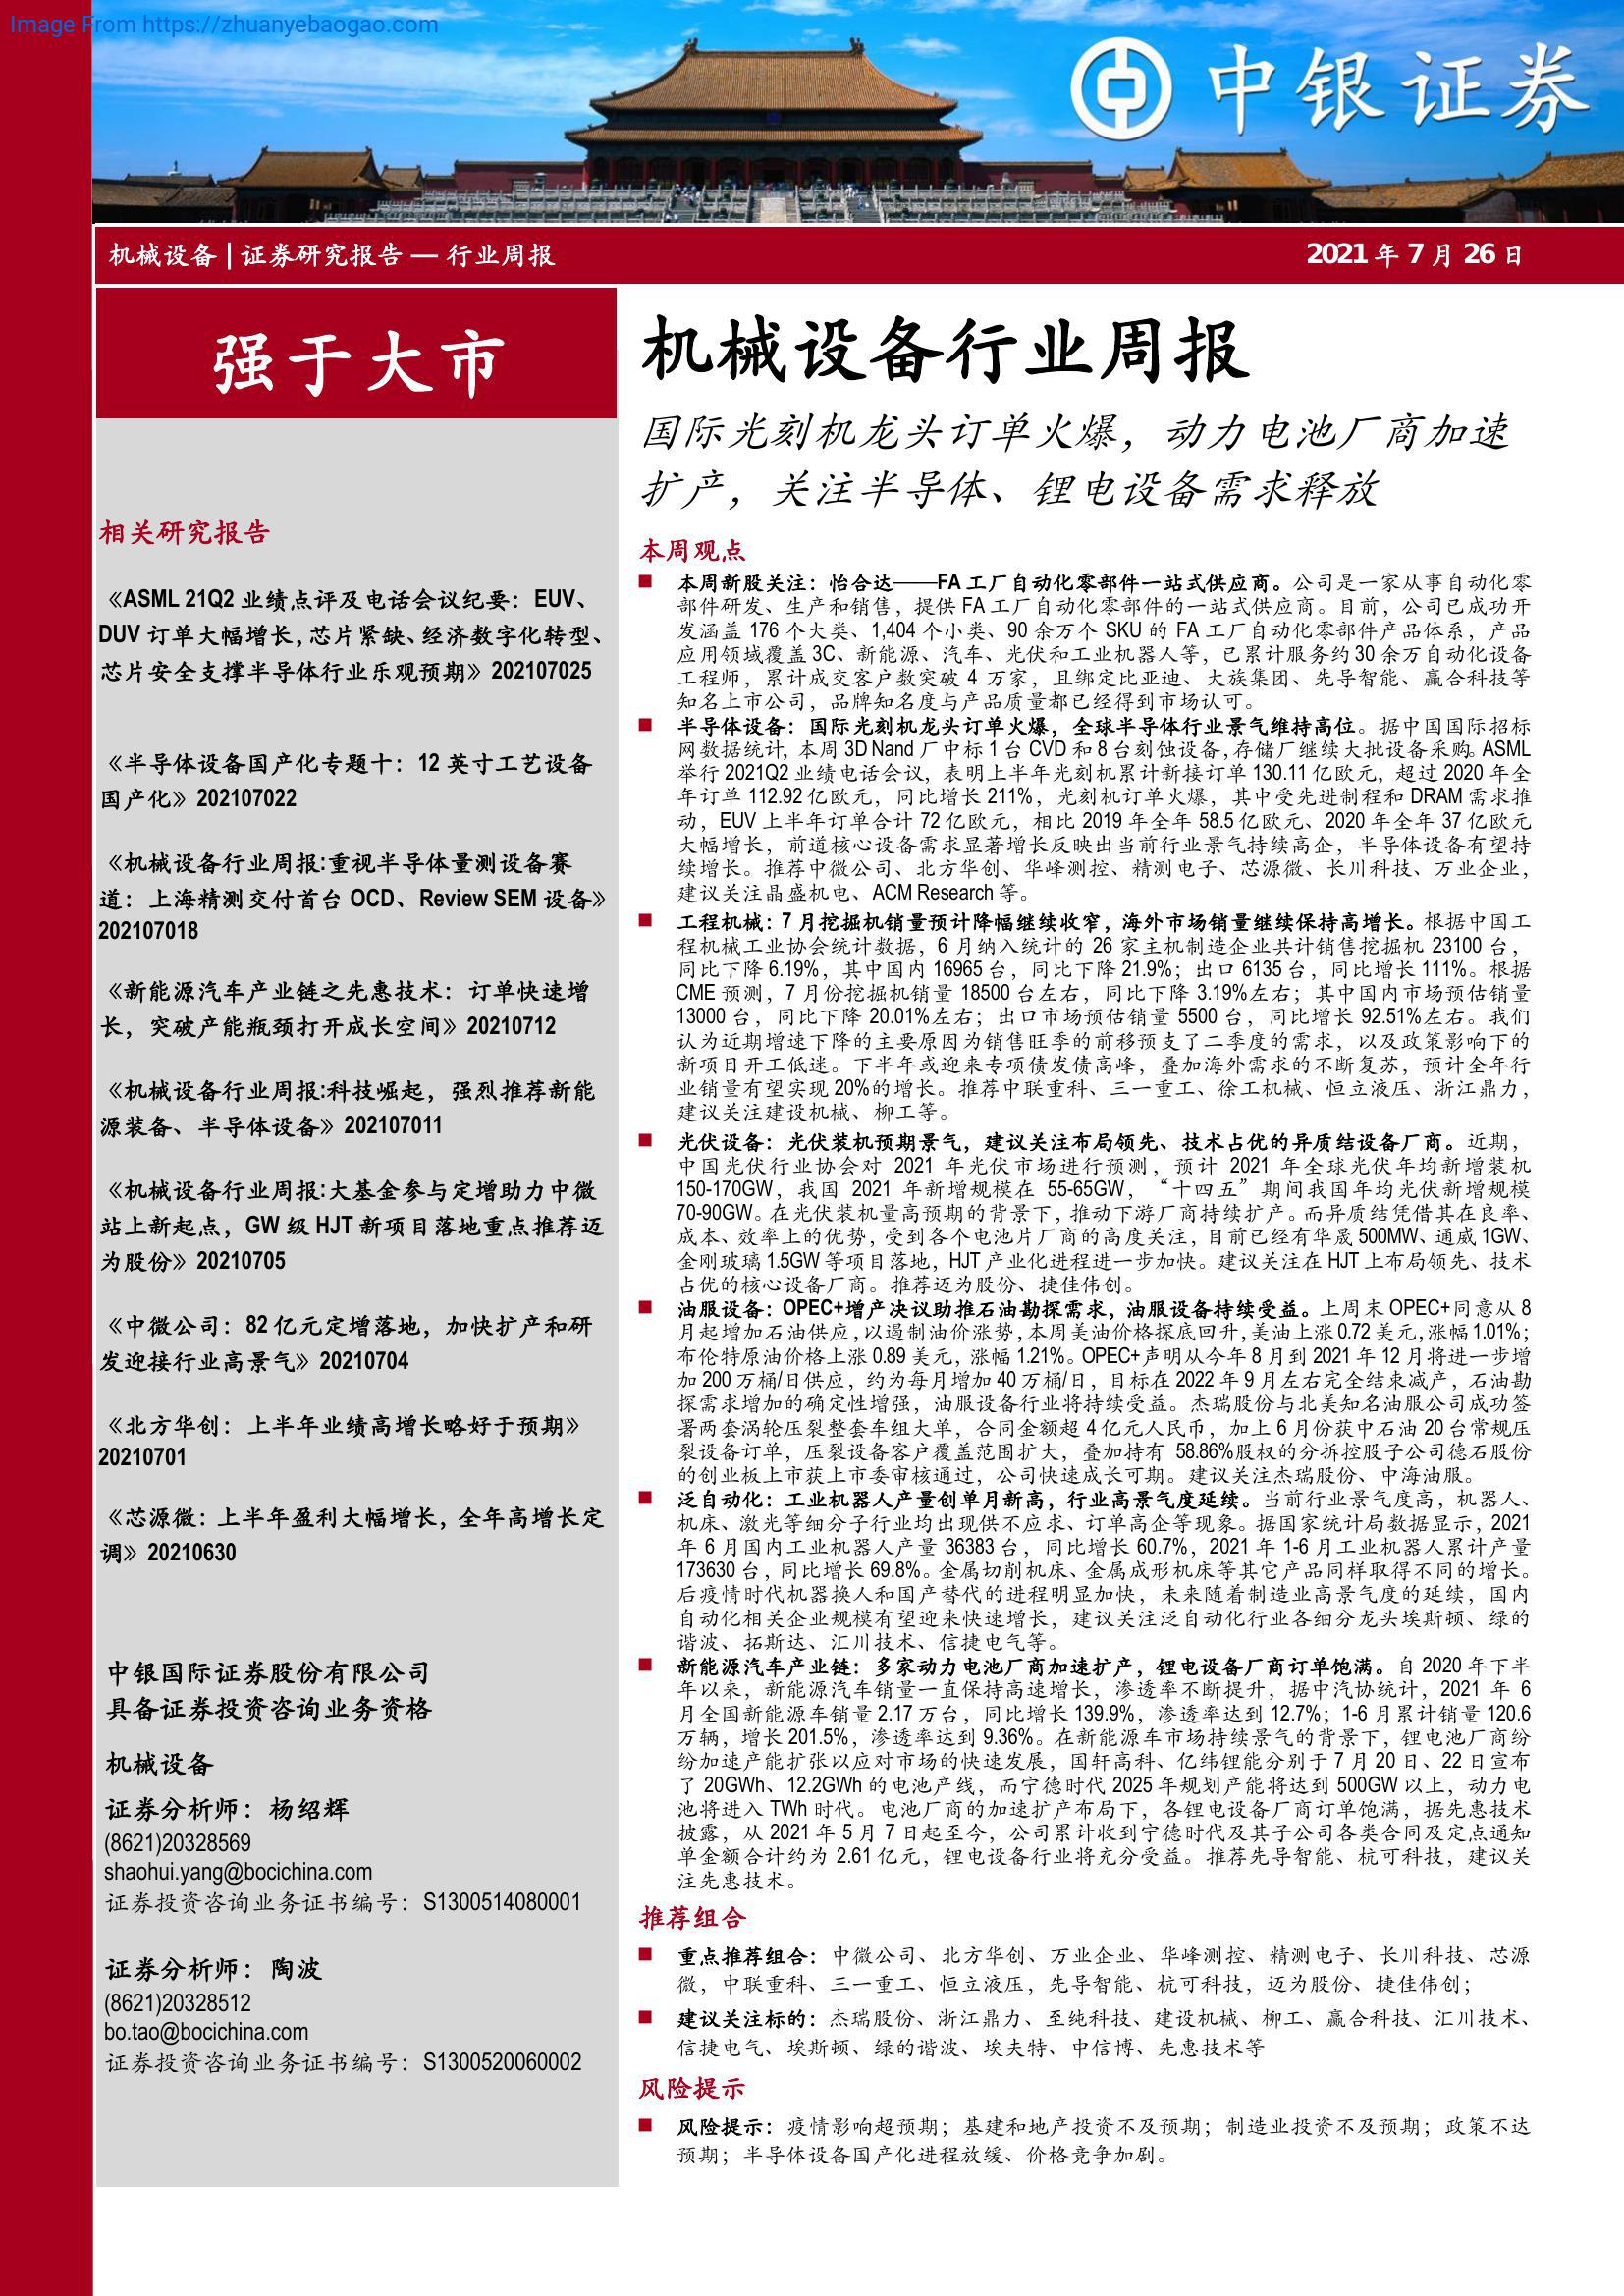 Image From https://zhuanyebaogao.com
中银证券
机械设备 | 证券研究报告 — 行业周报
2021 年 7 月 26 日
强于大市
相关研究报告
《ASML 21Q2 业绩点评及电话会议纪要：EUV、
DUV 订单大幅增长，芯片紧缺、经济数字化转型、
芯片安全支撑半导体行业乐观预期》202107025
《半导体设备国产化专题十：12 英寸工艺设备
国产化》202107022
《机械设备行业周报:重视半导体量测设备赛
道：上海精测交付首台 OCD、Review SEM 设备》
202107018
《新能源汽车产业链之先惠技术：订单快速增
长，突破产能瓶颈打开成长空间》20210712
《机械设备行业周报:科技崛起，强烈推荐新能
源装备、半导体设备》202107011
《机械设备行业周报:大基金参与定增助力中微
站上新起点，GW 级 HJT 新项目落地重点推荐迈
为股份》20210705
《中微公司：82 亿元定增落地，加快扩产和研
发迎接行业高景气》20210704
《北方华创：上半年业绩高增长略好于预期》
20210701
《芯源微：上半年盈利大幅增长，全年高增长定
调》20210630
中银国际证券股份有限公司
具备证券投资咨询业务资格
机械设备
证券分析师：杨绍辉
(8621)20328569
shaohui.yang@bocichina.com
证券投资咨询业务证书编号：S1300514080001
证券分析师：陶波
(8621)20328512
bo.tao@bocichina.com
证券投资咨询业务证书编号：S1300520060002
机械设备行业周报
国际光刻机龙头订单火爆，动力电池厂商加速
扩产，关注半导体、锂电设备需求释放
本周观点
■ 本周新股关注：怡合达——FA 工厂自动化零部件一站式供应商。公司是一家从事自动化零
部件研发、生产和销售，提供 FA 工厂自动化零部件的一站式供应商。目前，公司已成功开
发涵盖 176 个大类、1,404 个小类、90 余万个 SKU 的 FA 工厂自动化零部件产品体系，产品
应用领域覆盖 3C、新能源、汽车、光伏和工业机器人等，已累计服务约 30 余万自动化设备
工程师，累计成交客户数突破 4 万家，且绑定比亚迪、大族集团、先导智能、赢合科技等
知名上市公司，品牌知名度与产品质量都已经得到市场认可。
■ 半导体设备：国际光刻机龙头订单火爆，全球半导体行业景气维持高位。据中国国际招标
网数据统计，本周 3D Nand 厂中标 1 台 CVD 和 8 台刻蚀设备，存储厂继续大批设备采购。ASML
举行 2021Q2 业绩电话会议，表明上半年光刻机累计新接订单 130.11 亿欧元，超过 2020 年全
年订单 112.92 亿欧元，同比增长 211%，光刻机订单火爆，其中受先进制程和 DRAM 需求推
动，EUV 上半年订单合计 72 亿欧元，相比 2019 年全年 58.5 亿欧元、2020 年全年 37 亿欧元
大幅增长，前道核心设备需求显著增长反映出当前行业景气持续高企，半导体设备有望持
续增长。推荐中微公司、北方华创、华峰测控、精测电子、芯源微、长川科技、万业企业，
建议关注晶盛机电、ACM Research 等。
■ 工程机械：7 月挖掘机销量预计降幅继续收窄，海外市场销量继续保持高增长。根据中国工
程机械工业协会统计数据，6 月纳入统计的 26 家主机制造企业共计销售挖掘机 23100 台，
同比下降 6.19%，其中国内 16965 台，同比下降 21.9%；出口 6135 台，同比增长 111%。根据
CME 预测，7 月份挖掘机销量 18500 台左右，同比下降 3.19%左右；其中国内市场预估销量
13000 台，同比下降 20.01%左右；出口市场预估销量 5500 台，同比增长 92.51%左右。我们
认为近期增速下降的主要原因为销售旺季的前移预支了二季度的需求，以及政策影响下的
新项目开工低迷。下半年或迎来专项债发债高峰，叠加海外需求的不断复苏，预计全年行
业销量有望实现 20%的增长。推荐中联重科、三一重工、徐工机械、恒立液压、浙江鼎力，
建议关注建设机械、柳工等。
■ 光伏设备：光伏装机预期景气，建议关注布局领先、技术占优的异质结设备厂商。近期，
中国光伏行业协会对 2021 年光伏市场进行预测，预计 2021 年全球光伏年均新增装机
150-170GW，我国 2021 年新增规模在 55-65GW，“十四五”期间我国年均光伏新增规模
70-90GW。在光伏装机量高预期的背景下，推动下游厂商持续扩产。而异质结凭借其在良率、
成本、效率上的优势，受到各个电池片厂商的高度关注，目前已经有华晟 500MW、通威 1GW、
金刚玻璃 1.5GW 等项目落地，HJT 产业化进程进一步加快。建议关注在 HJT 上布局领先、技术
占优的核心设备厂商。推荐迈为股份、捷佳伟创。
■ 油服设备：OPEC+增产决议助推石油勘探需求，油服设备持续受益。上周末 OPEC+同意从 8
月起增加石油供应，以遏制油价涨势，本周美油价格探底回升，美油上涨 0.72 美元，涨幅 1.01%；
布伦特原油价格上涨 0.89 美元，涨幅 1.21%。OPEC+声明从今年 8 月到 2021 年 12 月将进一步增
加 200 万桶/日供应，约为每月增加 40 万桶/日，目标在 2022 年 9 月左右完全结束减产，石油勘
探需求增加的确定性增强，油服设备行业将持续受益。杰瑞股份与北美知名油服公司成功签
署两套涡轮压裂整套车组大单，合同金额超 4 亿元人民币，加上 6 月份获中石油 20 台常规压
裂设备订单，压裂设备客户覆盖范围扩大，叠加持有 58.86%股权的分拆控股子公司德石股份
的创业板上市获上市委审核通过，公司快速成长可期。建议关注杰瑞股份、中海油服。
■ 泛自动化：工业机器人产量创单月新高，行业高景气度延续。当前行业景气度高，机器人、
机床、激光等细分子行业均出现供不应求、订单高企等现象。据国家统计局数据显示，2021
年 6 月国内工业机器人产量 36383 台，同比增长 60.7%，2021 年 1-6 月工业机器人累计产量
173630 台，同比增长 69.8%。金属切削机床、金属成形机床等其它产品同样取得不同的增长。
后疫情时代机器换人和国产替代的进程明显加快，未来随着制造业高景气度的延续，国内
自动化相关企业规模有望迎来快速增长，建议关注泛自动化行业各细分龙头埃斯顿、绿的
谐波、拓斯达、汇川技术、信捷电气等。
■ 新能源汽车产业链：多家动力电池厂商加速扩产，锂电设备厂商订单饱满。自 2020 年下半
年以来，新能源汽车销量一直保持高速增长，渗透率不断提升，据中汽协统计，2021 年 6
月全国新能源车销量 2.17 万台，同比增长 139.9%，渗透率达到 12.7%；1-6 月累计销量 120.6
万辆，增长 201.5%，渗透率达到 9.36%。在新能源车市场持续景气的背景下，锂电池厂商纷
纷加速产能扩张以应对市场的快速发展，国轩高科、亿纬锂能分别于 7 月 20 日、22 日宣布
了 20GWh、12.2GWh 的电池产线，而宁德时代 2025 年规划产能将达到 500GW 以上，动力电
池将进入 TWh 时代。电池厂商的加速扩产布局下，各锂电设备厂商订单饱满，据先惠技术
披露，从 2021 年 5 月 7 日起至今，公司累计收到宁德时代及其子公司各类合同及定点通知
单金额合计约为 2.61 亿元，锂电设备行业将充分受益。推荐先导智能、杭可科技，建议关
注先惠技术。
推荐组合
■ 重点推荐组合：中微公司、北方华创、万业企业、华峰测控、精测电子、长川科技、芯源
微，中联重科、三一重工、恒立液压，先导智能、杭可科技，迈为股份、捷佳伟创；
■ 建议关注标的：杰瑞股份、浙江鼎力、至纯科技、建设机械、柳工、赢合科技、汇川技术、
信捷电气、埃斯顿、绿的谐波、埃夫特、中信博、先惠技术等
风险提示
■ 风险提示：疫情影响超预期；基建和地产投资不及预期；制造业投资不及预期；政策不达
预期；半导体设备国产化进程放缓、价格竞争加剧。